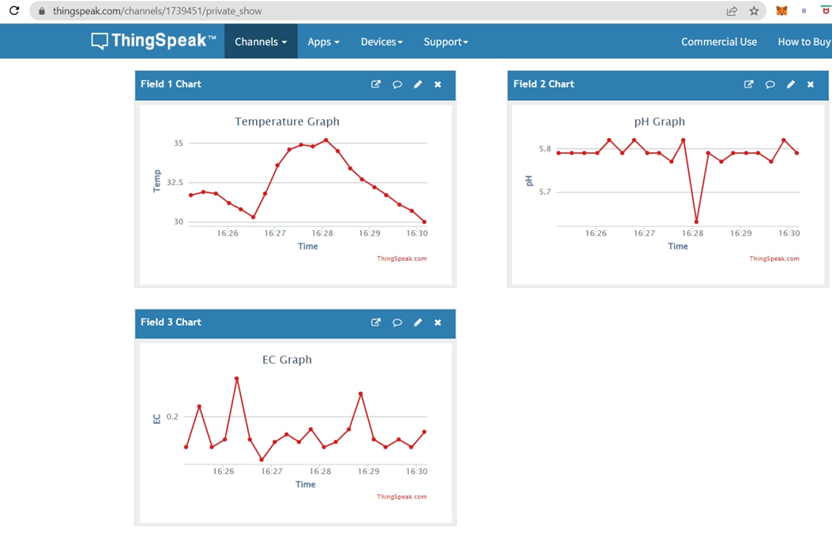 thingspeak.com/channels/1739451/private_show
ThingSpeak™ Channels Apps Devices Support Commercial Use How to Buy
Field 1 Chart
Temperature Graph
35
32.5
30
Temp
16:26 16:27 16:28 16:29 16:30
Time
ThingSpeak.com
Field 2 Chart
pH Graph
5.8
5.7
pH
16:26 16:27 16:28 16:29 16:30
Time
ThingSpeak.com
Field 3 Chart
EC Graph
0.2
EC
16:26 16:27 16:28 16:29 16:30
Time
ThingSpeak.com